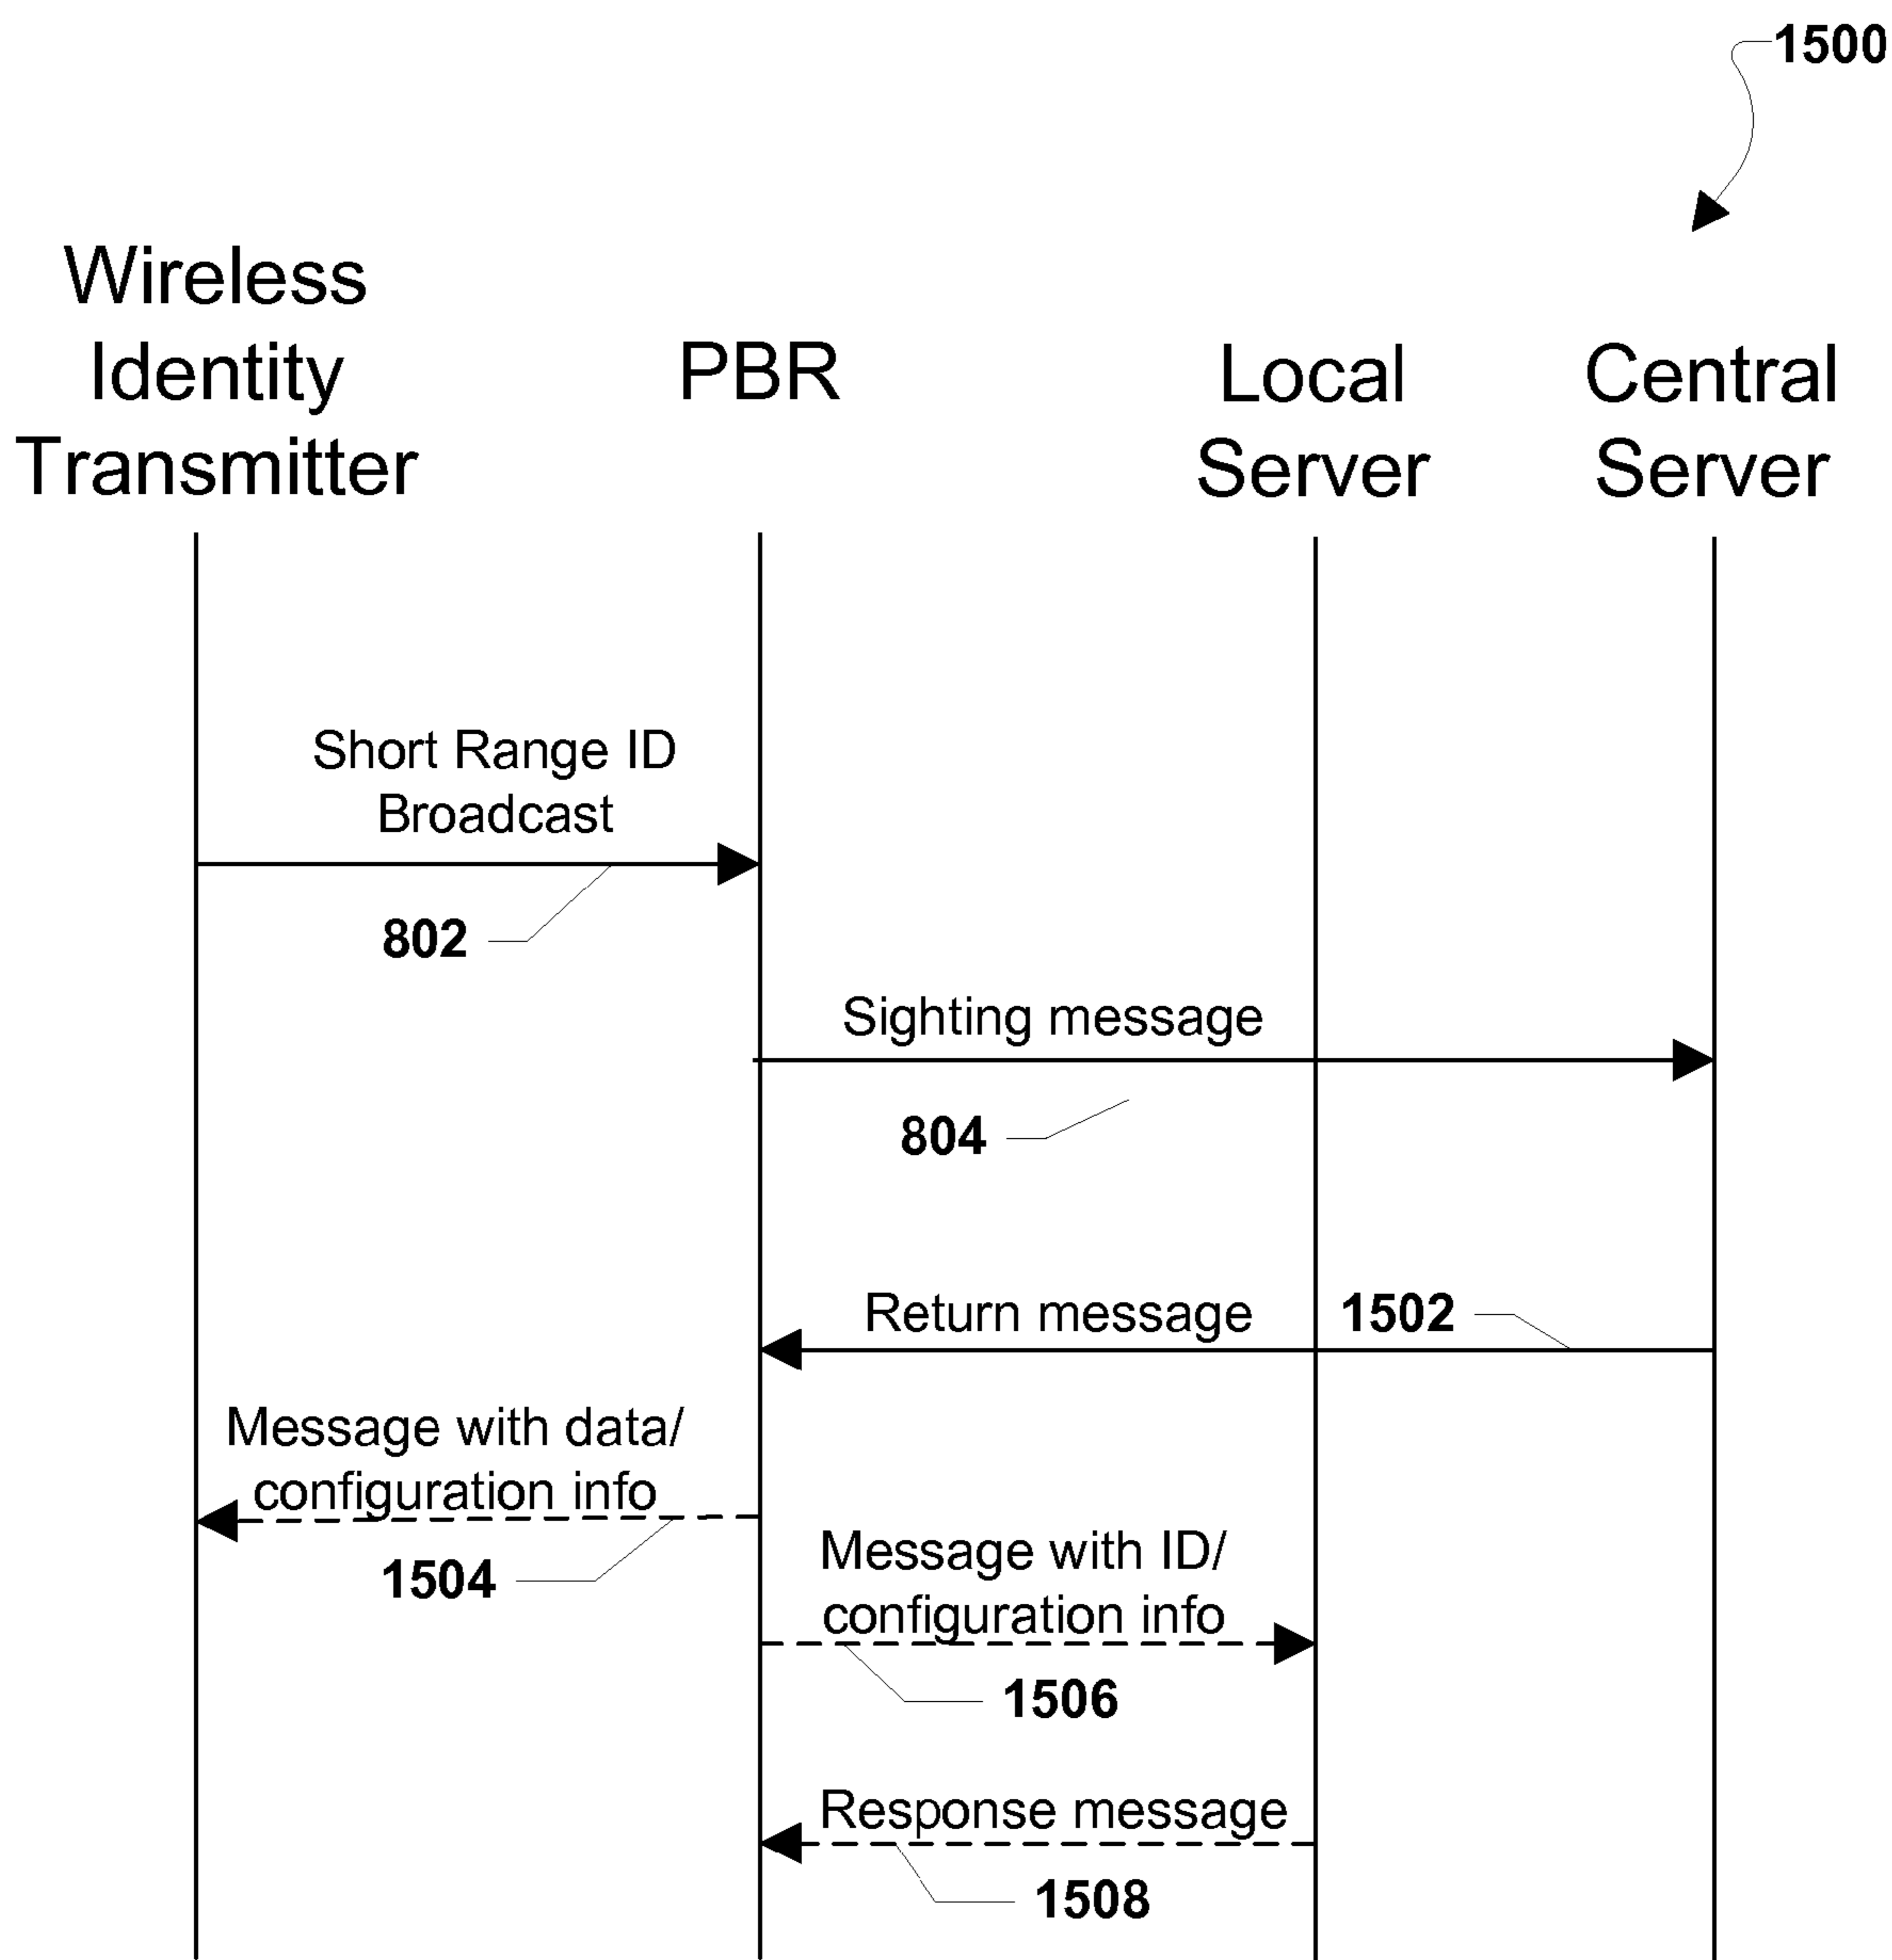 1500
Wireless
Identity
Transmitter
PBR
Local
Server
Central
Server
Short Range ID
Broadcast
802
Sighting message
804
Return message
1502
Message with data/
configuration info
1504
Message with ID/
configuration info
1506
Response message
1508